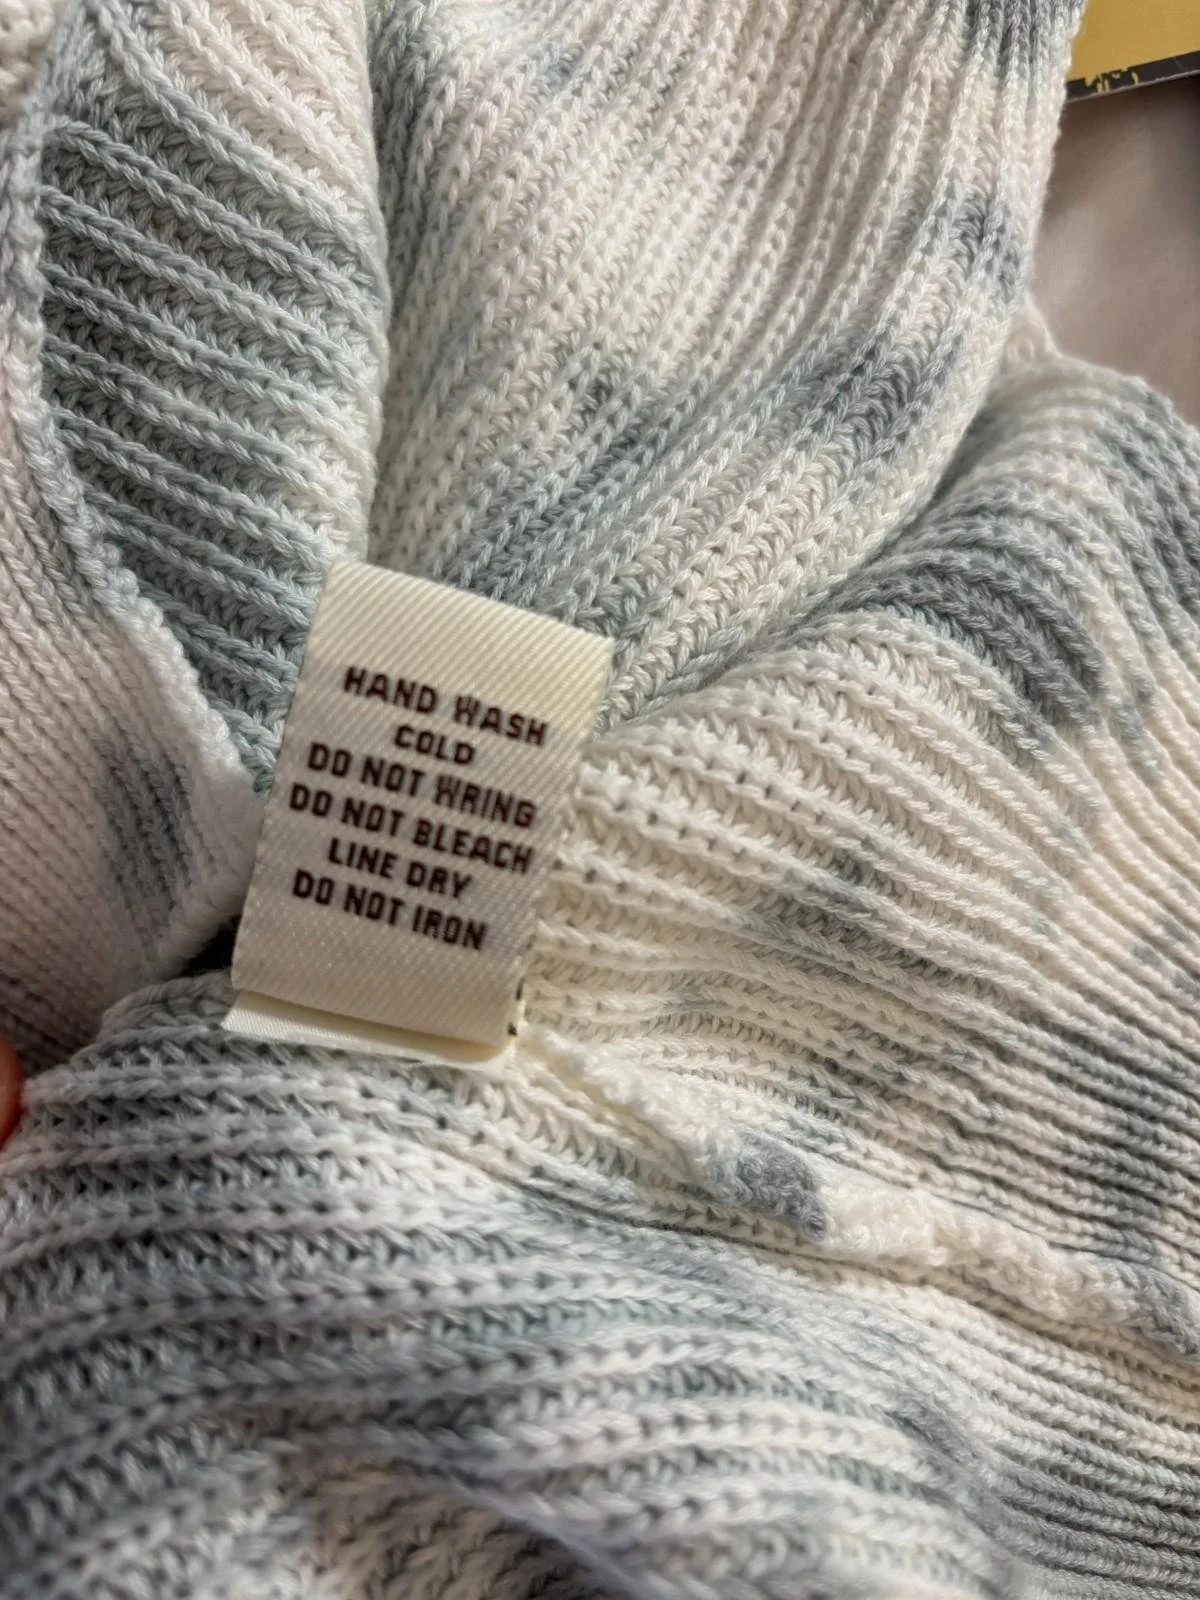 HAND WASH
COLD
DO NOT WRING
DO NOT BLEACH
LINE DRY
DO NOT IRON